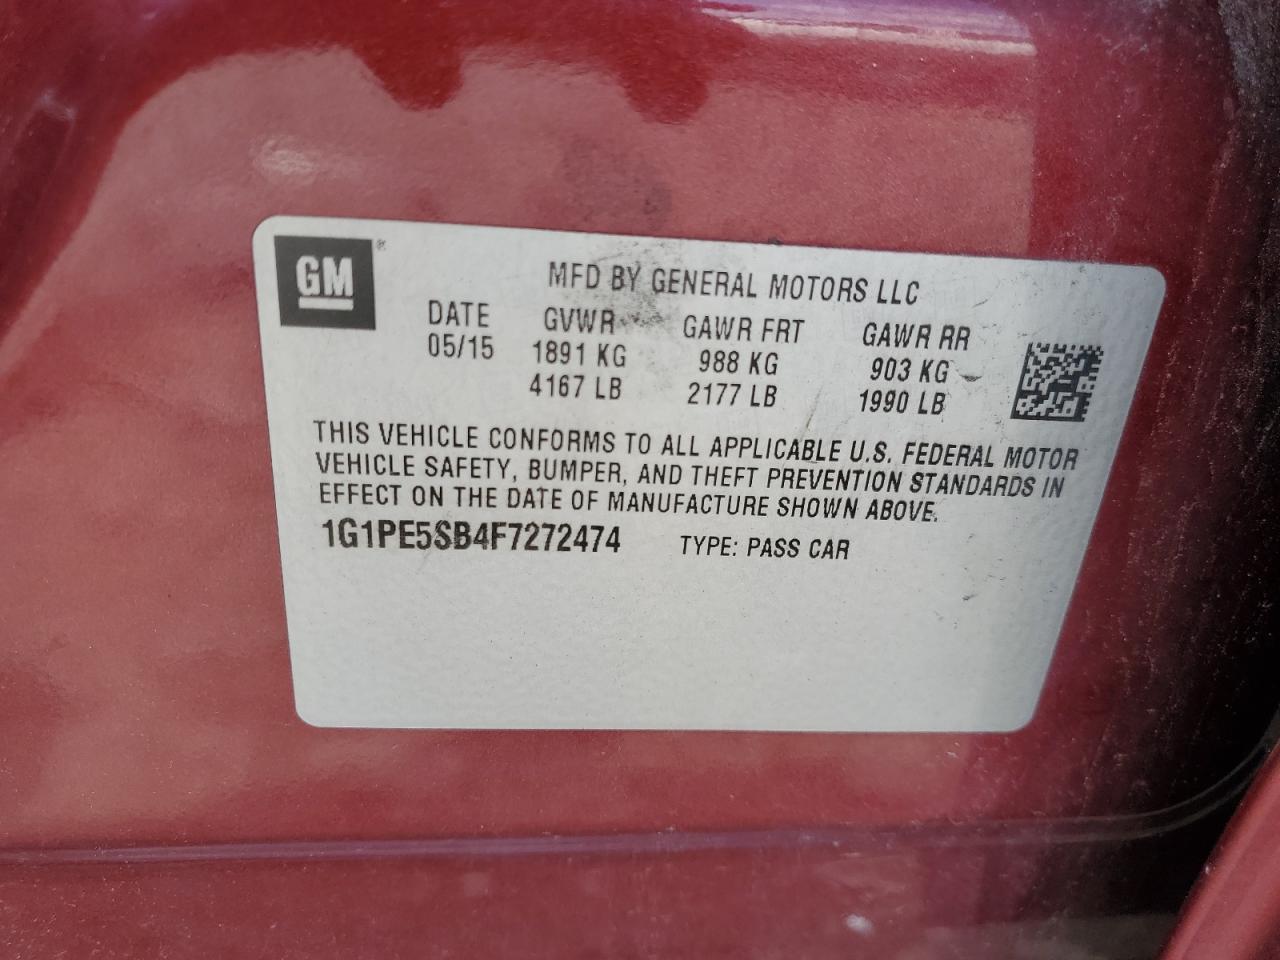 GM®
MFD BY GENERAL MOTORS LLC
DATE GVWR GAWR FRT GAWR RR
05/15 1891 KG 988 KG 903 KG
4167 LB 2177 LB 1990 LB
THIS VEHICLE CONFORMS TO ALL APPLICABLE U.S. FEDERAL MOTOR
VEHICLE SAFETY, BUMPER, AND THEFT PREVENTION STANDARDS IN
EFFECT ON THE DATE OF MANUFACTURE SHOWN ABOVE.
1G1PE5SB4F7272474 TYPE: PASS CAR